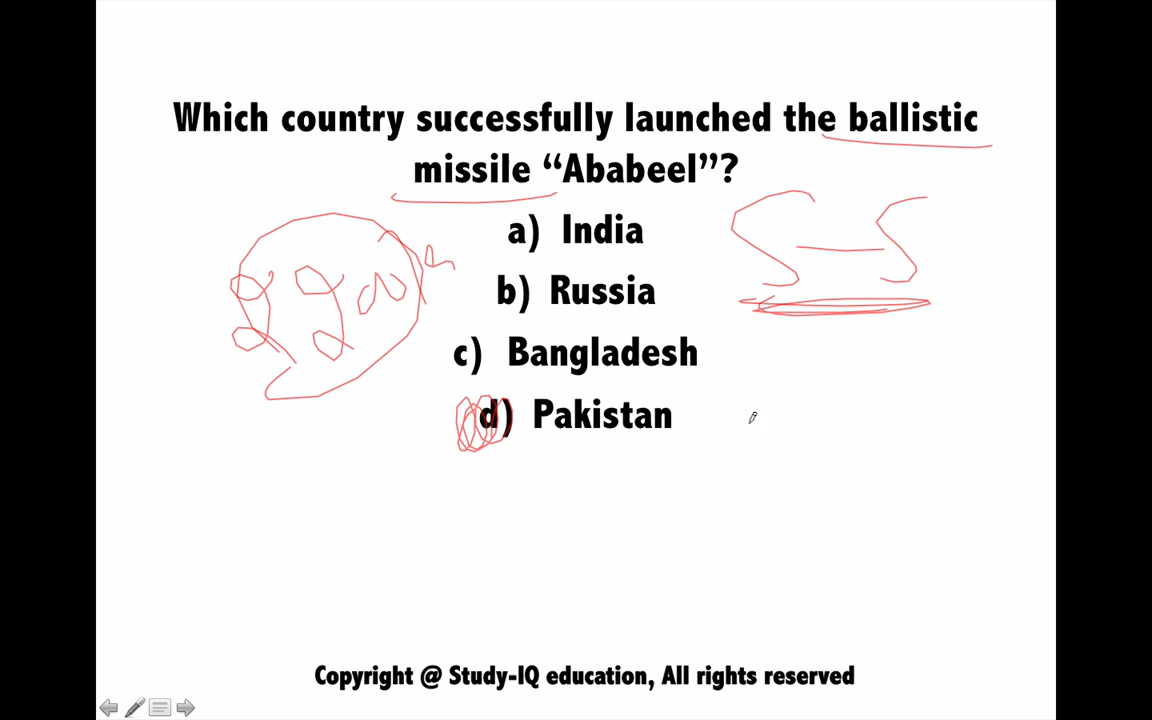 Which country successfully launched the ballistic
missile “Ababeel”?
a) India
b) Russia
c) Bangladesh
d) Pakistan
S-S
Copyright @ Study-IQ education, All rights reserved